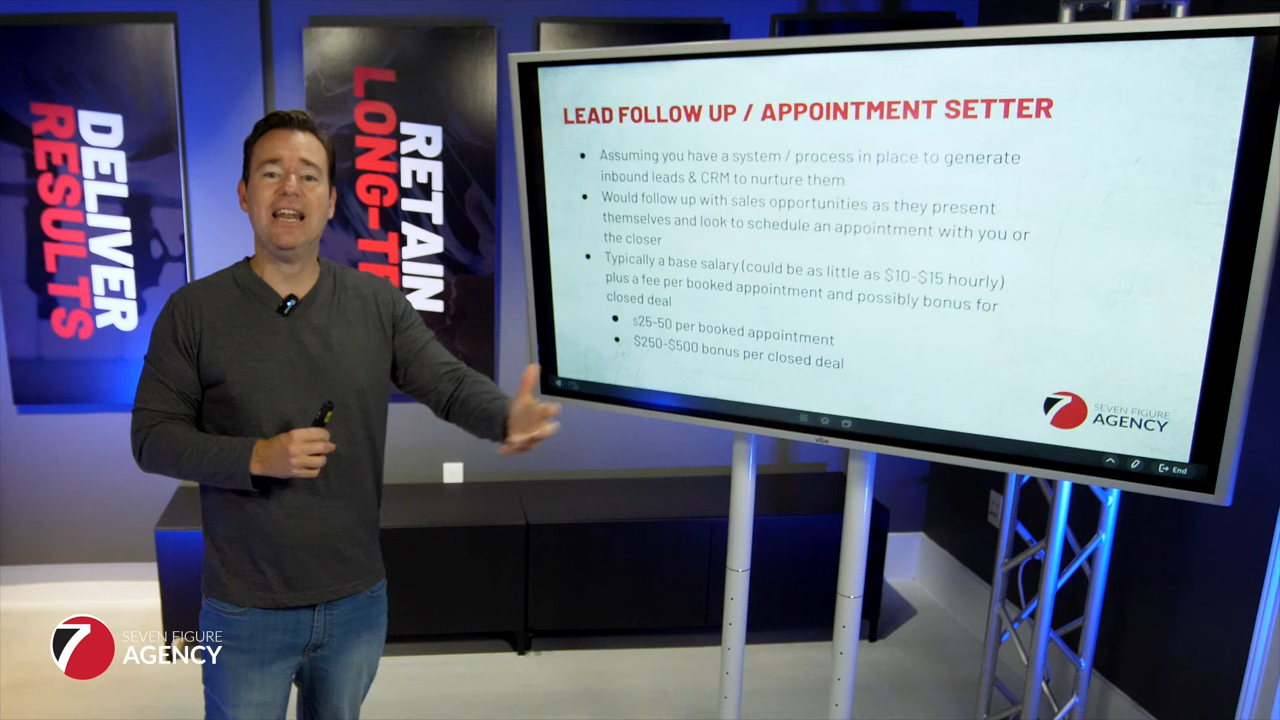 DELIVER
RESULTS
RETAIN
LEAD FOLLOW UP / APPOINTMENT SETTER
• Assuming you have a system / process in place to generate
inbound leads & CRM to nurture them
• Would follow up with sales opportunities as they present
themselves and look to schedule an appointment with you or
the closer
• Typically a base salary (could be as little as $10-$15 hourly)
plus a fee per booked appointment and possibly bonus for
closed deal
• $25-50 per booked appointment
• $250-$500 bonus per closed deal
7 SEVEN FIGURE
AGENCY
vibe
End
7 SEVEN FIGURE
AGENCY